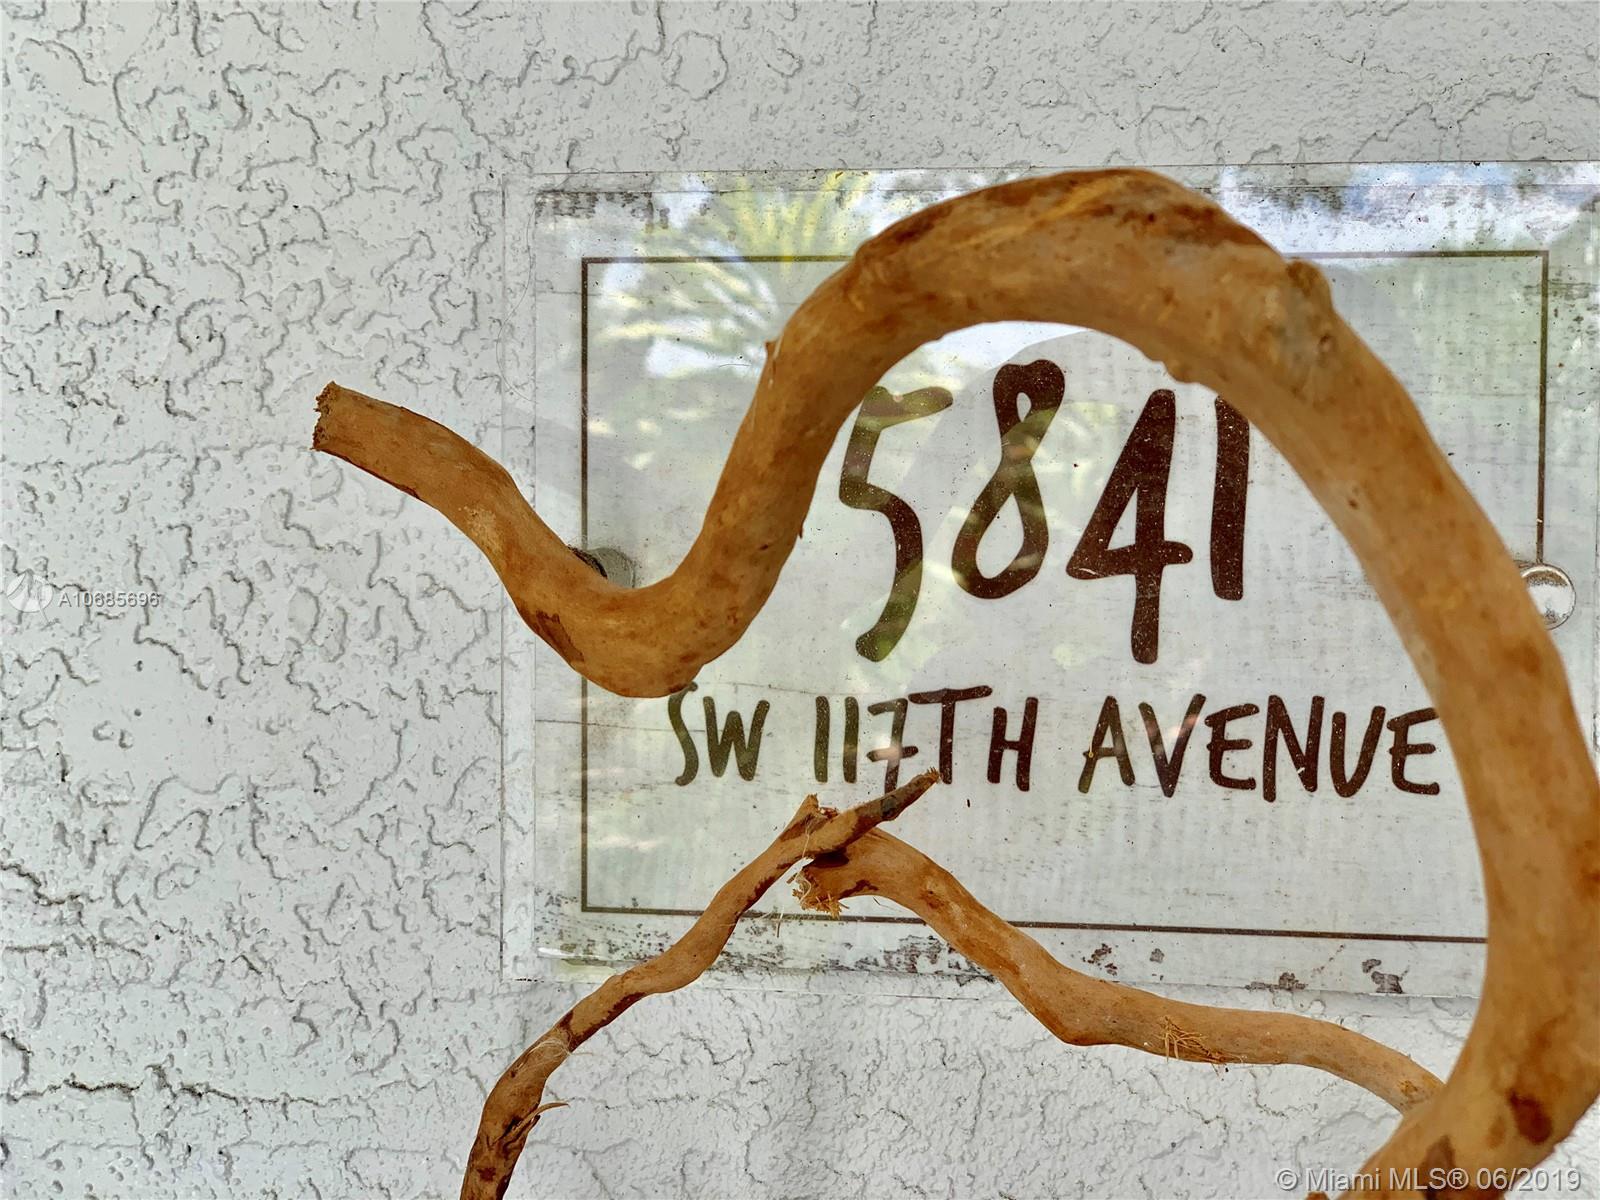 5841
SW 117TH AVENUE
A10685696
© Miami MLS® 06/2019